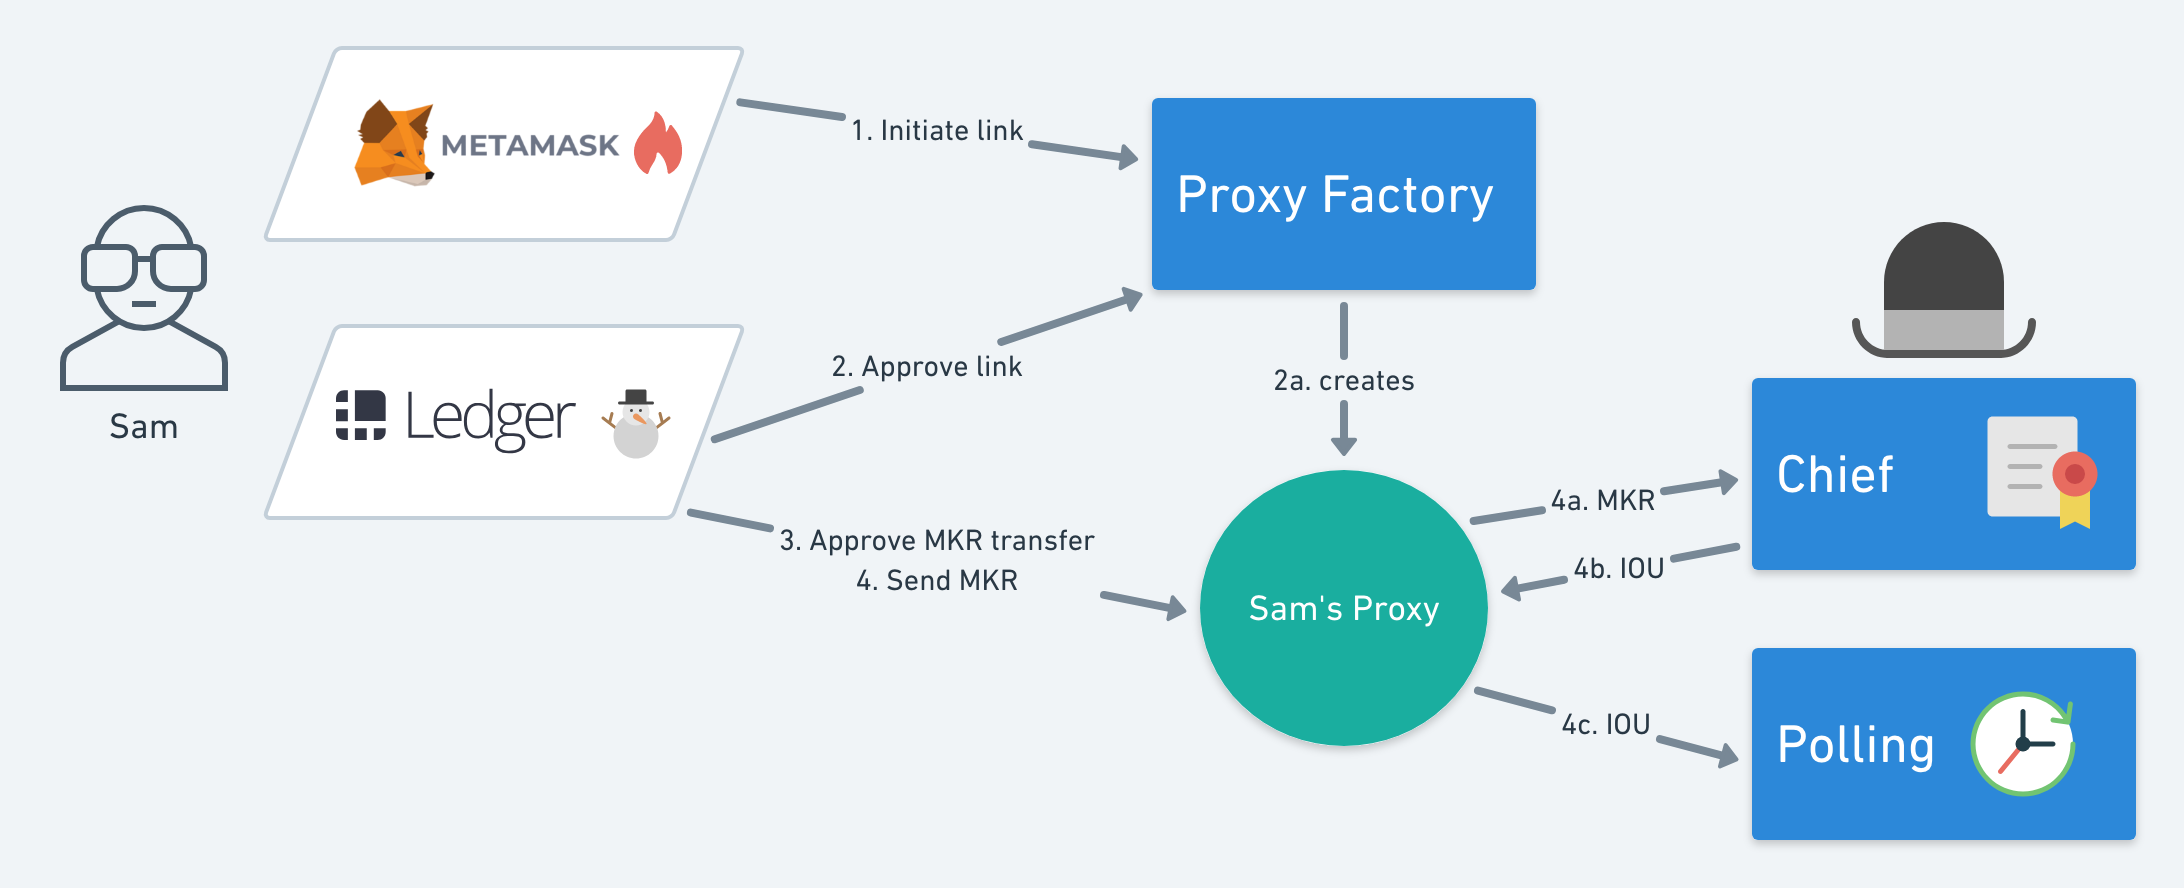 METAMASK
1. Initiate link
Proxy Factory
Sam
Ledger
2. Approve link
2a. creates
3. Approve MKR transfer
4. Send MKR
Sam's Proxy
4a. MKR
Chief
4b. IOU
4c. IOU
Polling